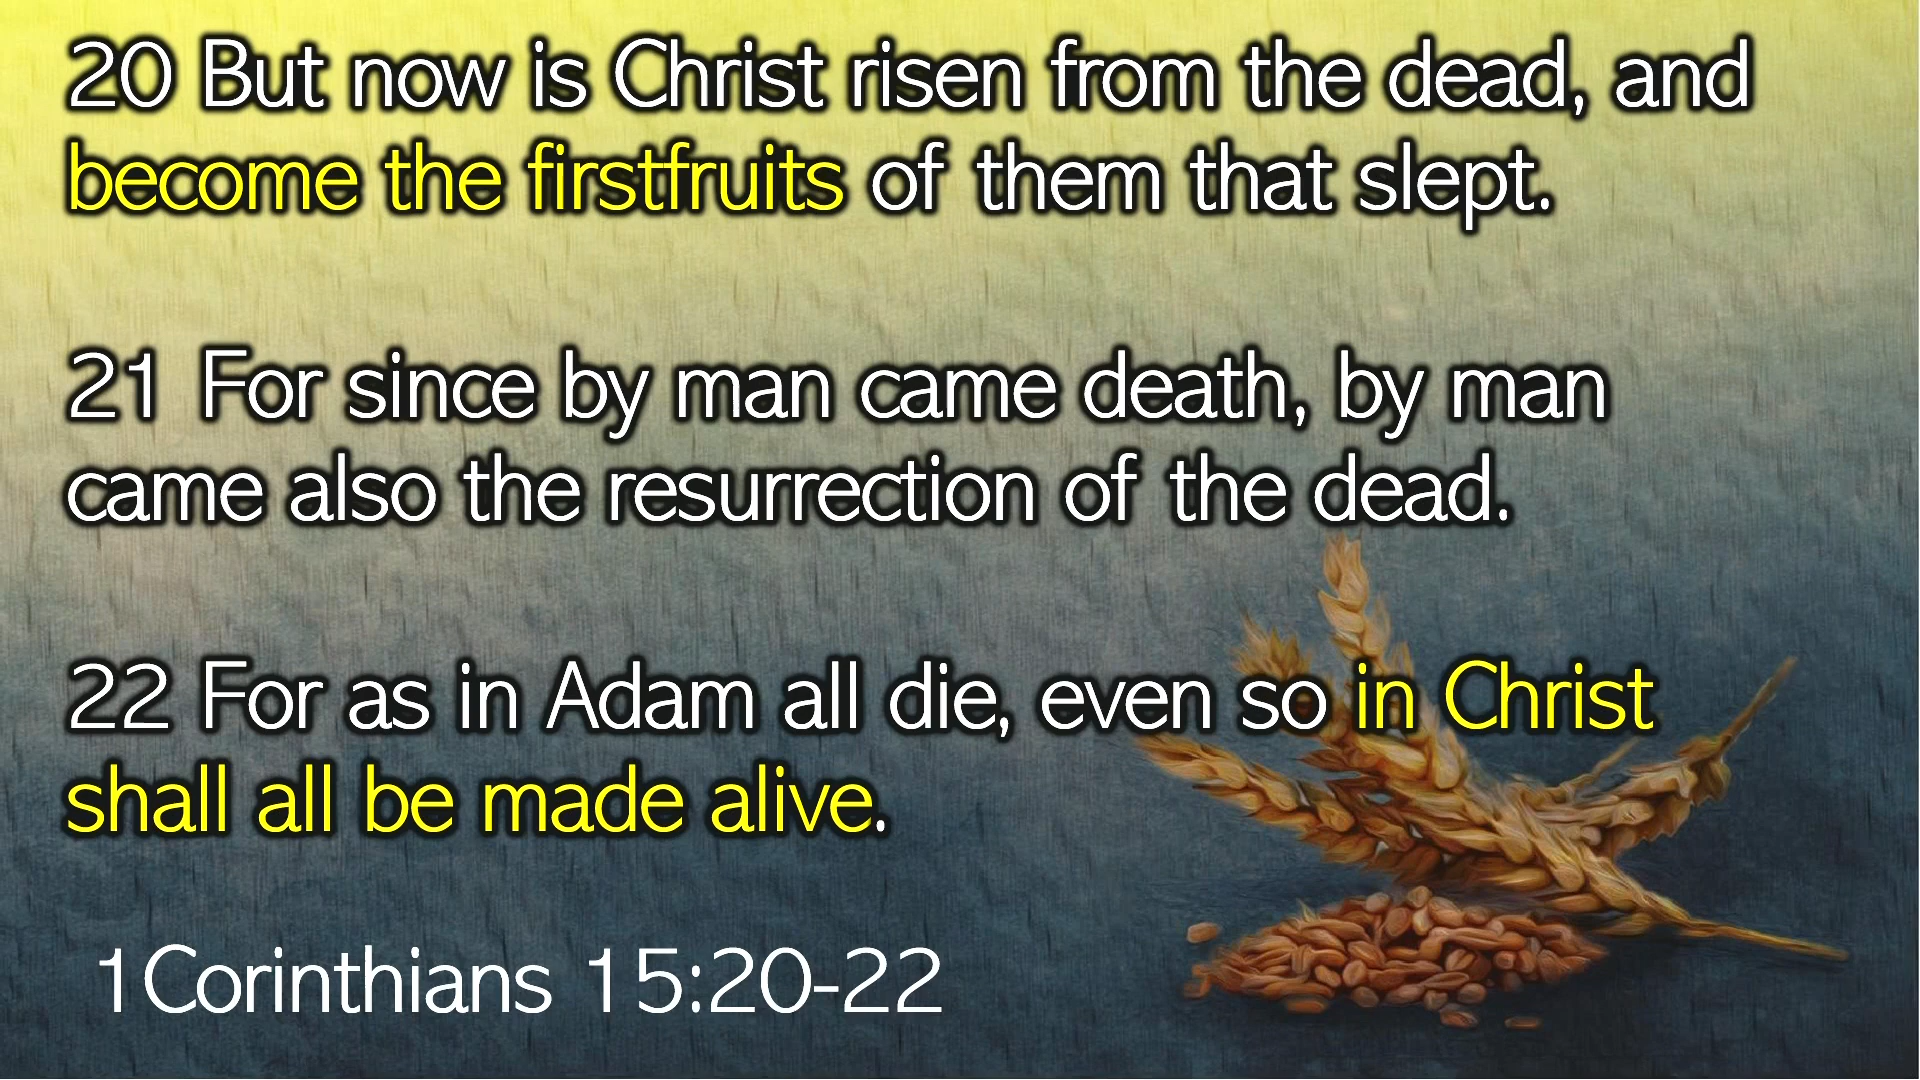 20 But now is Christ risen from the dead, and
become the firstfruits of them that slept.
21 For since by man came death, by man
came also the resurrection of the dead.
22 For as in Adam all die, even so in Christ
shall all be made alive.
1Corinthians 15:20-22